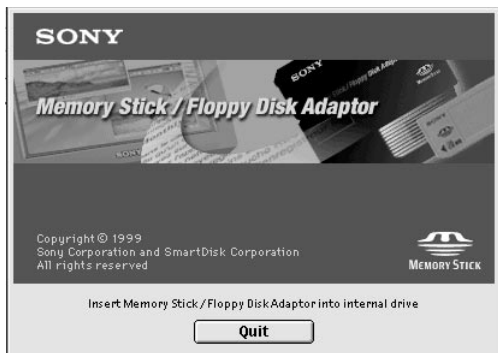 SONY
SONY
Memory Stick / Floppy Disk Adaptor
SONY
Copyright © 1999
Sony Corporation and SmartDisk Corporation
All rights reserved
MEMORY STICK
Insert Memory Stick / Floppy Disk Adaptor into internal drive
Quit